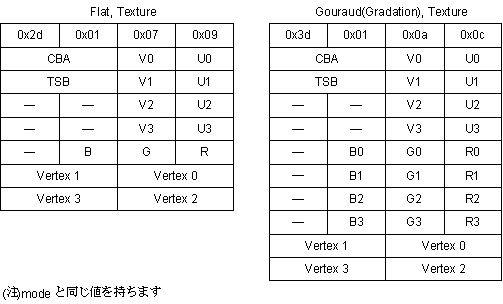 Flat, Texture
0x2d 0x01 0x07 0x09
CBA V0 U0
TSB V1 U1
— — V2 U2
— — V3 U3
— B G R
Vertex 1 Vertex 0
Vertex 3 Vertex 2
Gouraud(Gradation), Texture
0x3d 0x01 0x0a 0x0c
CBA V0 U0
TSB V1 U1
— — V2 U2
— — V3 U3
— B0 G0 R0
— B1 G1 R1
— B2 G2 R2
— B3 G3 R3
Vertex 1 Vertex 0
Vertex 3 Vertex 2
(注)mode と同じ値を持ちます